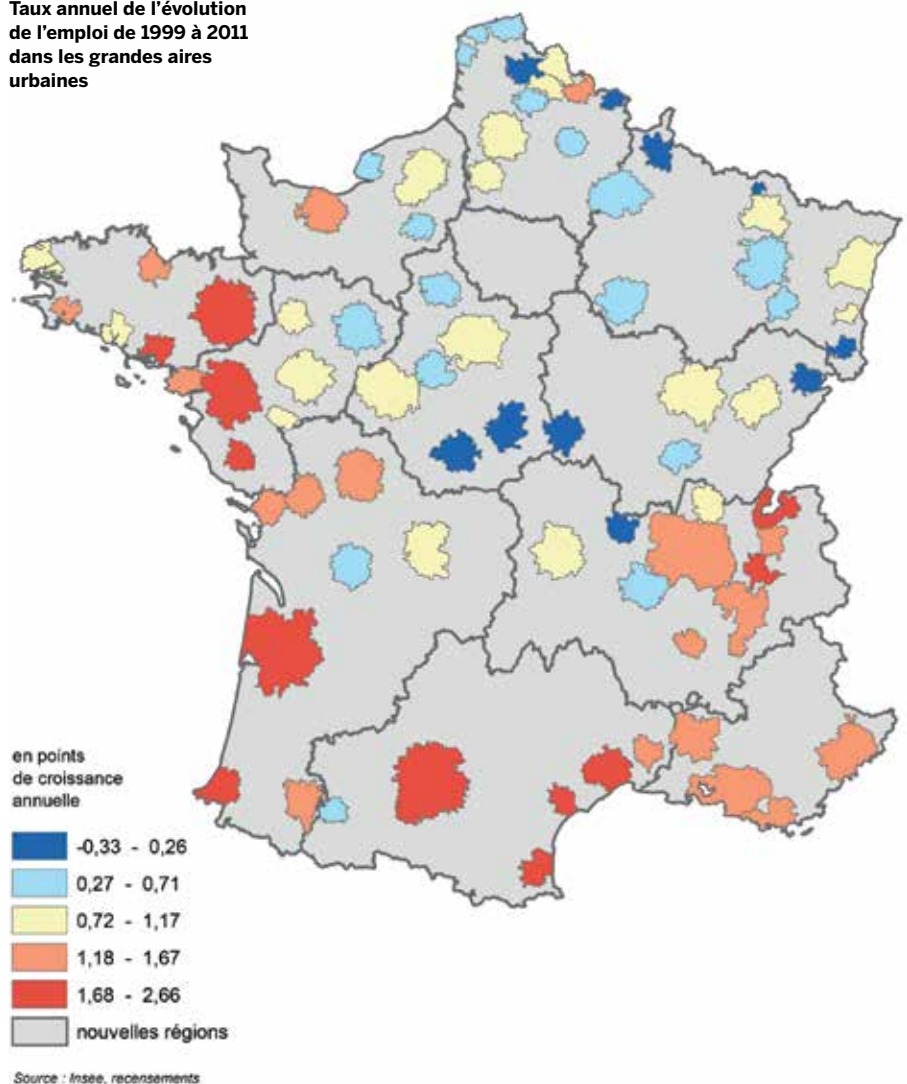 Taux annuel de l’évolution
de l’emploi de 1999 à 2011
dans les grandes aires
urbaines
en points
de croissance
annuelle
-0,33 - 0,26
0,27 - 0,71
0,72 - 1,17
1,18 - 1,67
1,68 - 2,66
nouvelles régions
Source : Insee, recensements